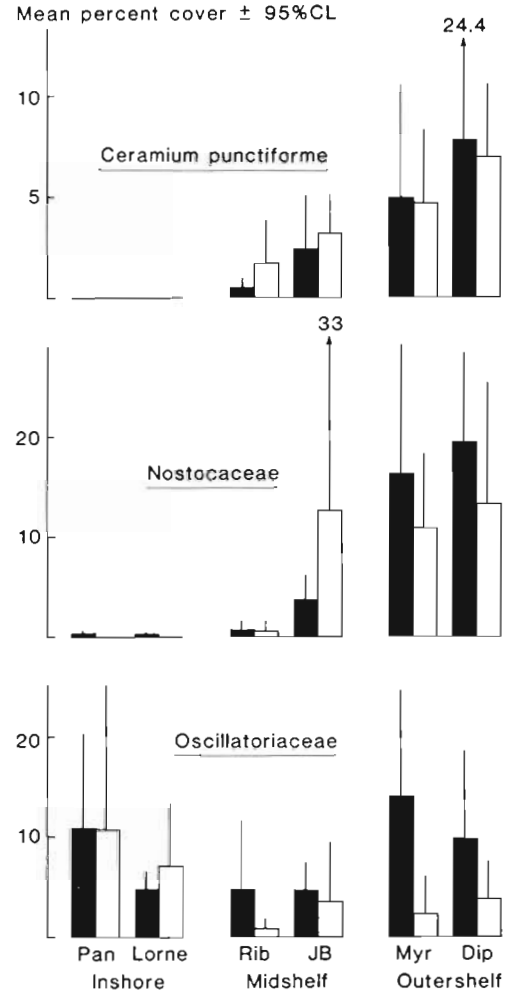 Mean percent cover ± 95%CL
24.4
10
Ceramium punctiforme
5
33
20
Nostocaceae
10
Oscillatoriaceae
20
10
Pan Lorne Rib JB Myr Dip
Inshore Midshelf Outershelf